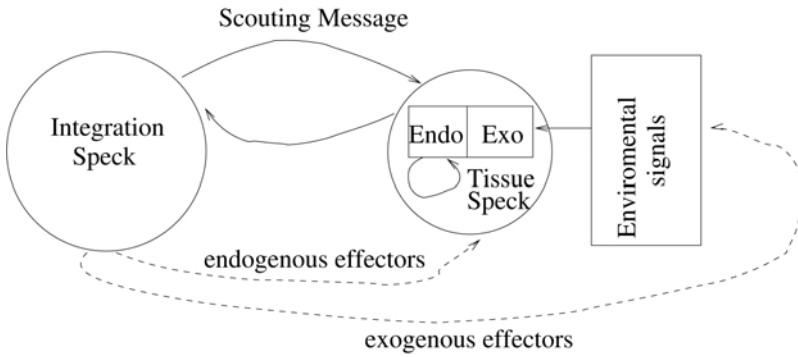 Scouting Message
Integration
Speck
Endo
Exo
Tissue
Speck
Enviromental
signals
endogenous effectors
exogenous effectors